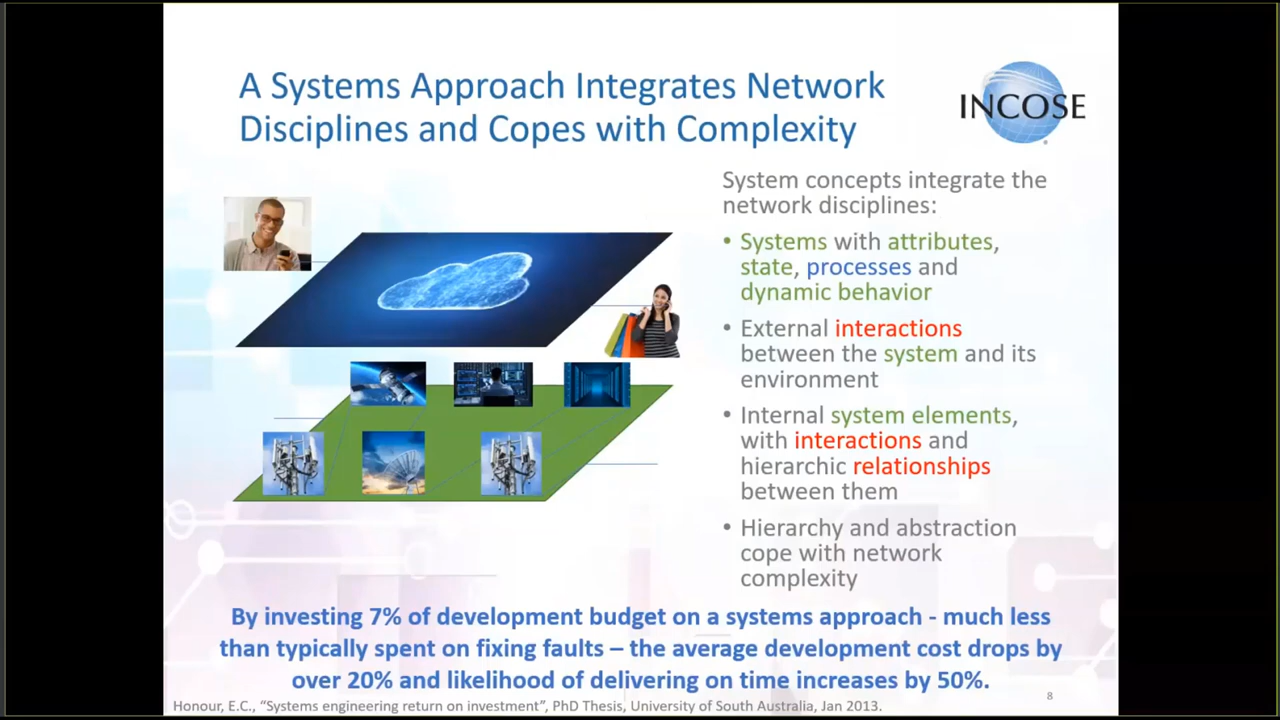 A Systems Approach Integrates Network
Disciplines and Copes with Complexity
INCOSE
System concepts integrate the
network disciplines:
• Systems with attributes,
state, processes and
dynamic behavior
• External interactions
between the system and its
environment
• Internal system elements,
with interactions and
hierarchic relationships
between them
• Hierarchy and abstraction
cope with network
complexity
By investing 7% of development budget on a systems approach - much less
than typically spent on fixing faults – the average development cost drops by
over 20% and likelihood of delivering on time increases by 50%.
Honour, E.C., “Systems engineering return on investment”, PhD Thesis, University of South Australia, Jan 2013.
8